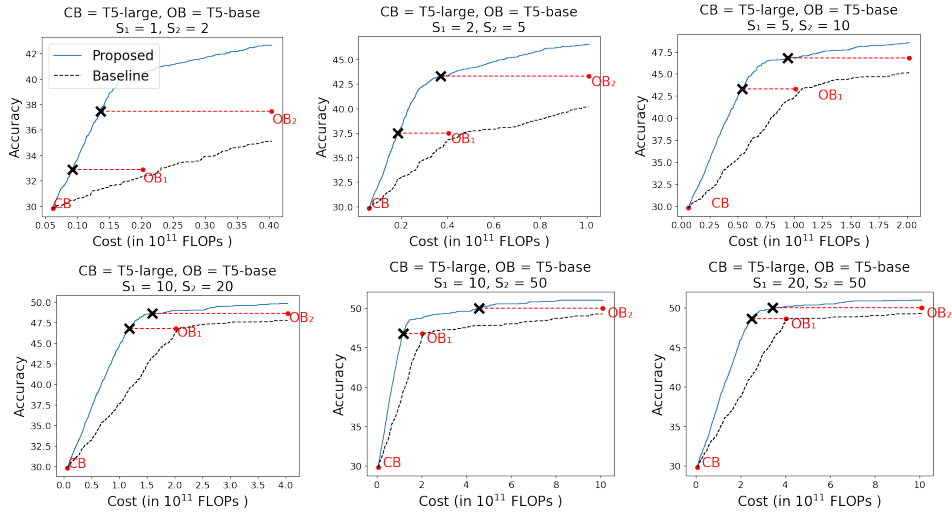 CB = T5-large, OB = T5-base
S₁ = 1, S₂ = 2
Accuracy
42
40
38
36
34
32
30
Proposed
Baseline
OB₂
OB₁
CB
0.05 0.10 0.15 0.20 0.25 0.30 0.35 0.40
Cost (in 10¹¹ FLOPs )
CB = T5-large, OB = T5-base
S₁ = 2, S₂ = 5
Accuracy
45.0
42.5
40.0
37.5
35.0
32.5
30.0
OB₂
OB₁
CB
0.2 0.4 0.6 0.8 1.0
Cost (in 10¹¹ FLOPs )
CB = T5-large, OB = T5-base
S₁ = 5, S₂ = 10
Accuracy
47.5
45.0
42.5
40.0
37.5
35.0
32.5
30.0
OB₁
CB
0.00 0.25 0.50 0.75 1.00 1.25 1.50 1.75 2.00
Cost (in 10¹¹ FLOPs )
CB = T5-large, OB = T5-base
S₁ = 10, S₂ = 20
Accuracy
50.0
47.5
45.0
42.5
40.0
37.5
35.0
32.5
30.0
OB₂
OB₁
CB
0.0 0.5 1.0 1.5 2.0 2.5 3.0 3.5 4.0
Cost (in 10¹¹ FLOPs )
CB = T5-large, OB = T5-base
S₁ = 10, S₂ = 50
Accuracy
50
45
40
35
30
OB₂
OB₁
CB
0 2 4 6 8 10
Cost (in 10¹¹ FLOPs )
CB = T5-large, OB = T5-base
S₁ = 20, S₂ = 50
Accuracy
50
45
40
35
30
OB₂
OB₁
CB
0 2 4 6 8 10
Cost (in 10¹¹ FLOPs )